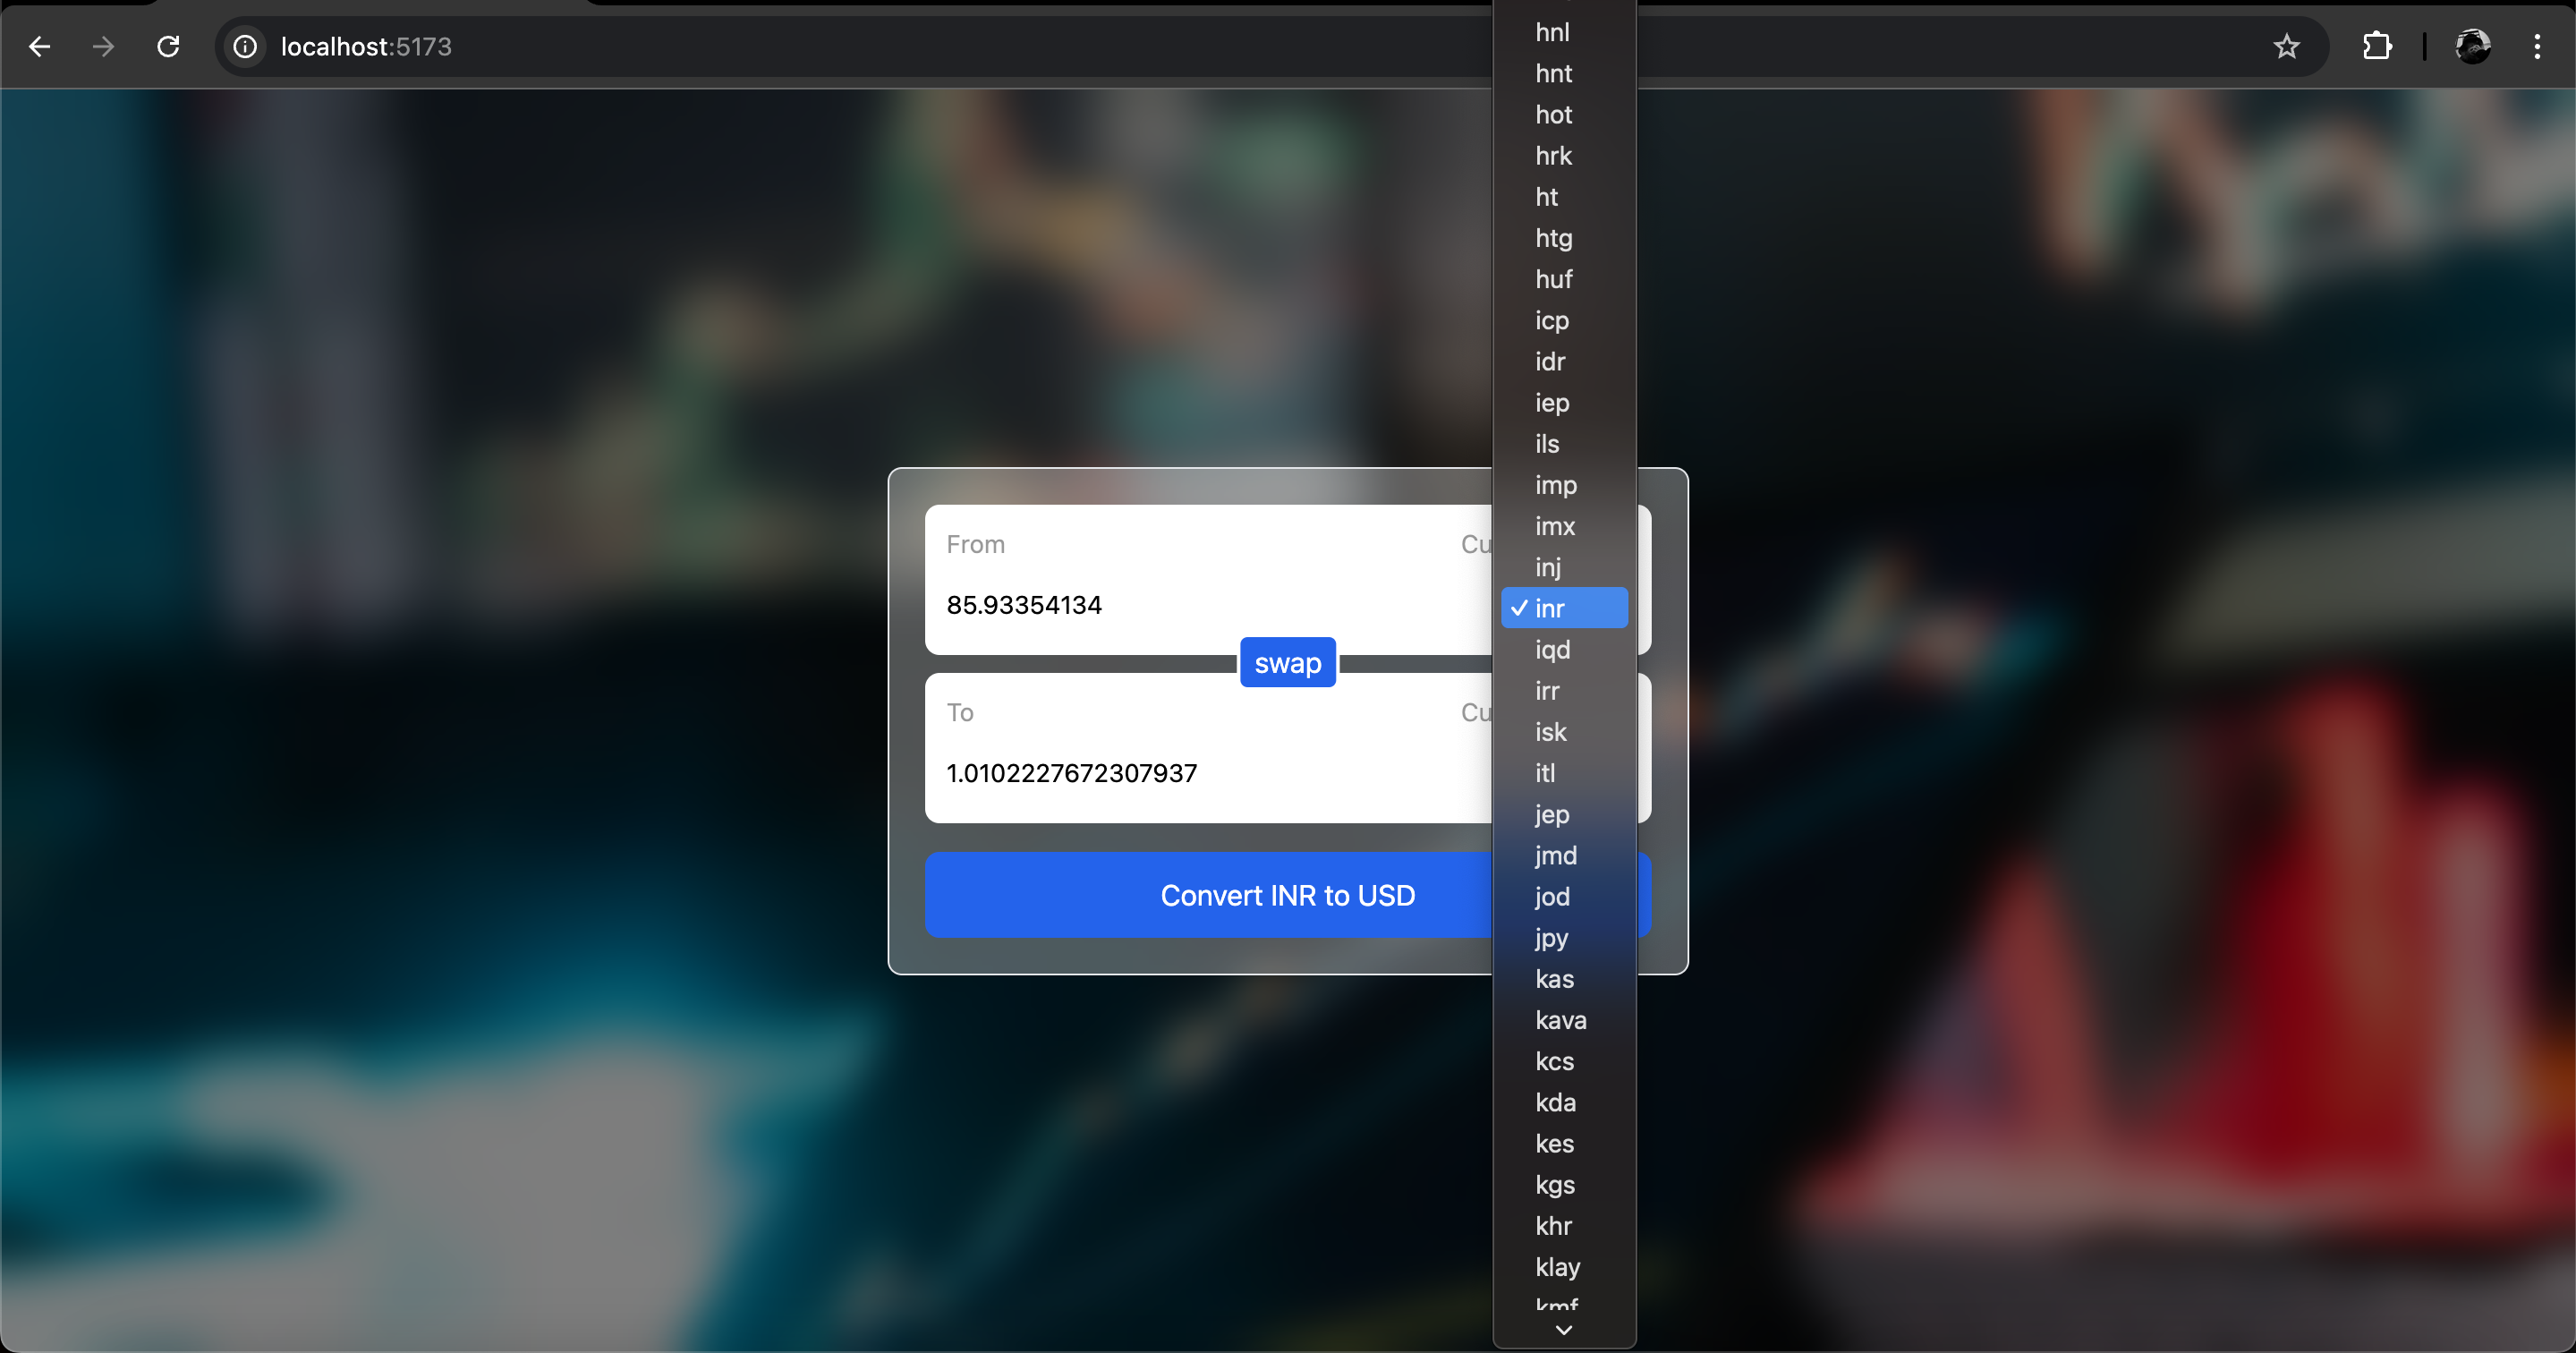 localhost:5173
hnl
hnt
hot
hrk
ht
htg
huf
icp
idr
iep
ils
imp
imx
inj
inr
iqd
irr
isk
itl
jep
jmd
jod
jpy
kas
kava
kcs
kda
kes
kgs
khr
klay
From
Cu
85.93354134
swap
To
Cu
1.0102227672307937
Convert INR to USD